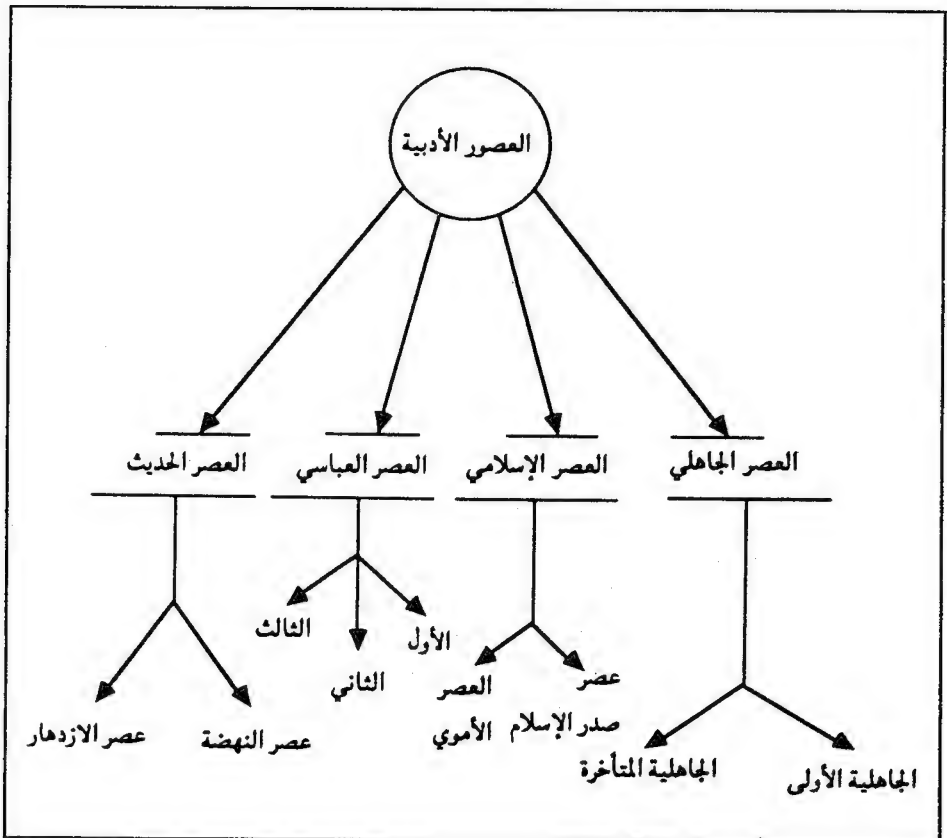 العصور الأدبية
العصر الجاهلي
العصر الإسلامي
العصر العباسي
العصر الحديث
الجاهلية الأولى
الجاهلية المتأخرة
عصر
صدر الإسلام
العصر
الأموي
الأول
الثاني
الثالث
عصر النهضة
عصر الازدهار